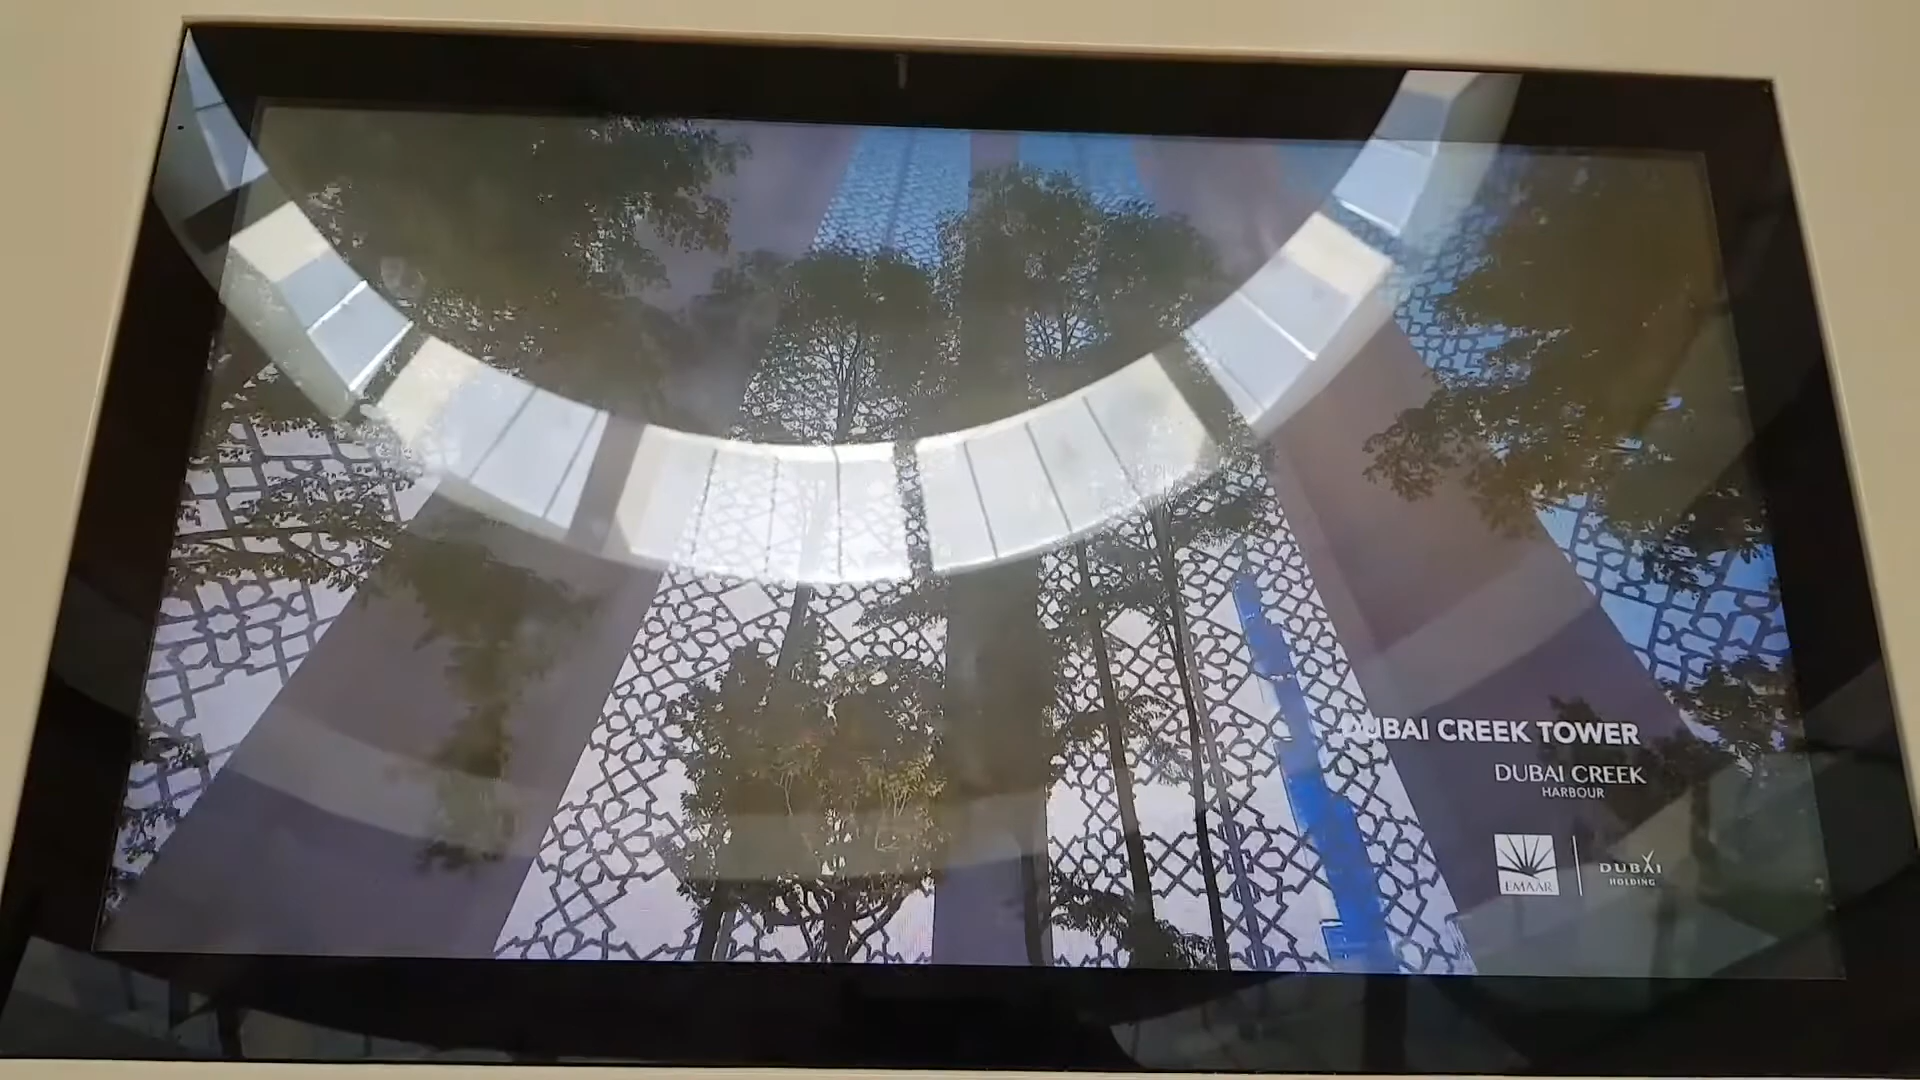 DUBAI CREEK TOWER
DUBAI CREEK
HARBOUR
EMAAR
DUBAI
HOLDING